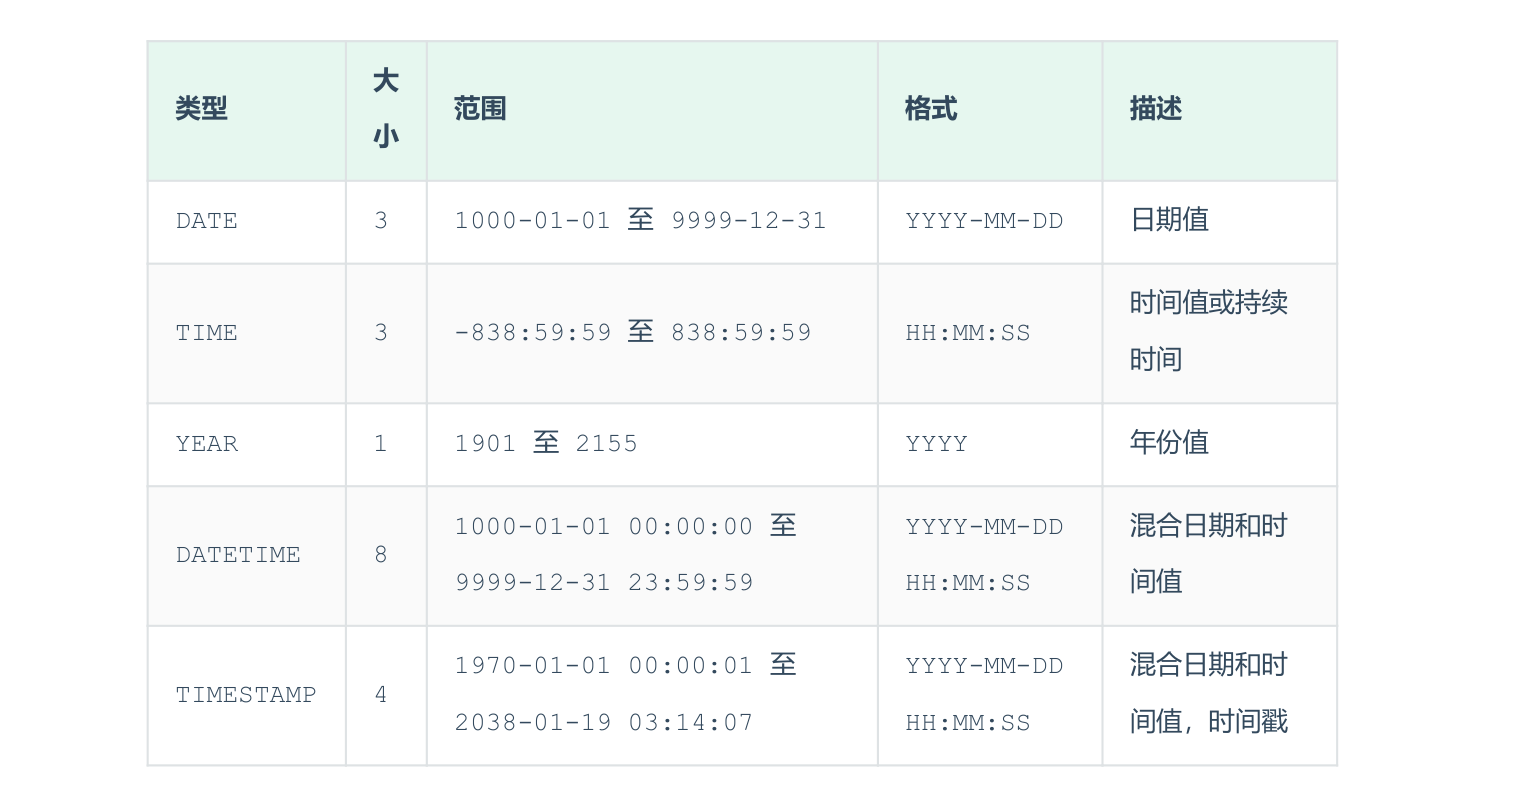 类型 大小 范围 格式 描述
DATE 3 1000-01-01 至 9999-12-31 YYYY-MM-DD 日期值
TIME 3 -838:59:59 至 838:59:59 HH:MM:SS 时间值或持续
时间
YEAR 1 1901 至 2155 YYYY 年份值
DATETIME 8 1000-01-01 00:00:00 至 YYYY-MM-DD 混合日期和时
9999-12-31 23:59:59 HH:MM:SS 间值
TIMESTAMP 4 1970-01-01 00:00:01 至 YYYY-MM-DD 混合日期和时
2038-01-19 03:14:07 HH:MM:SS 间值，时间戳